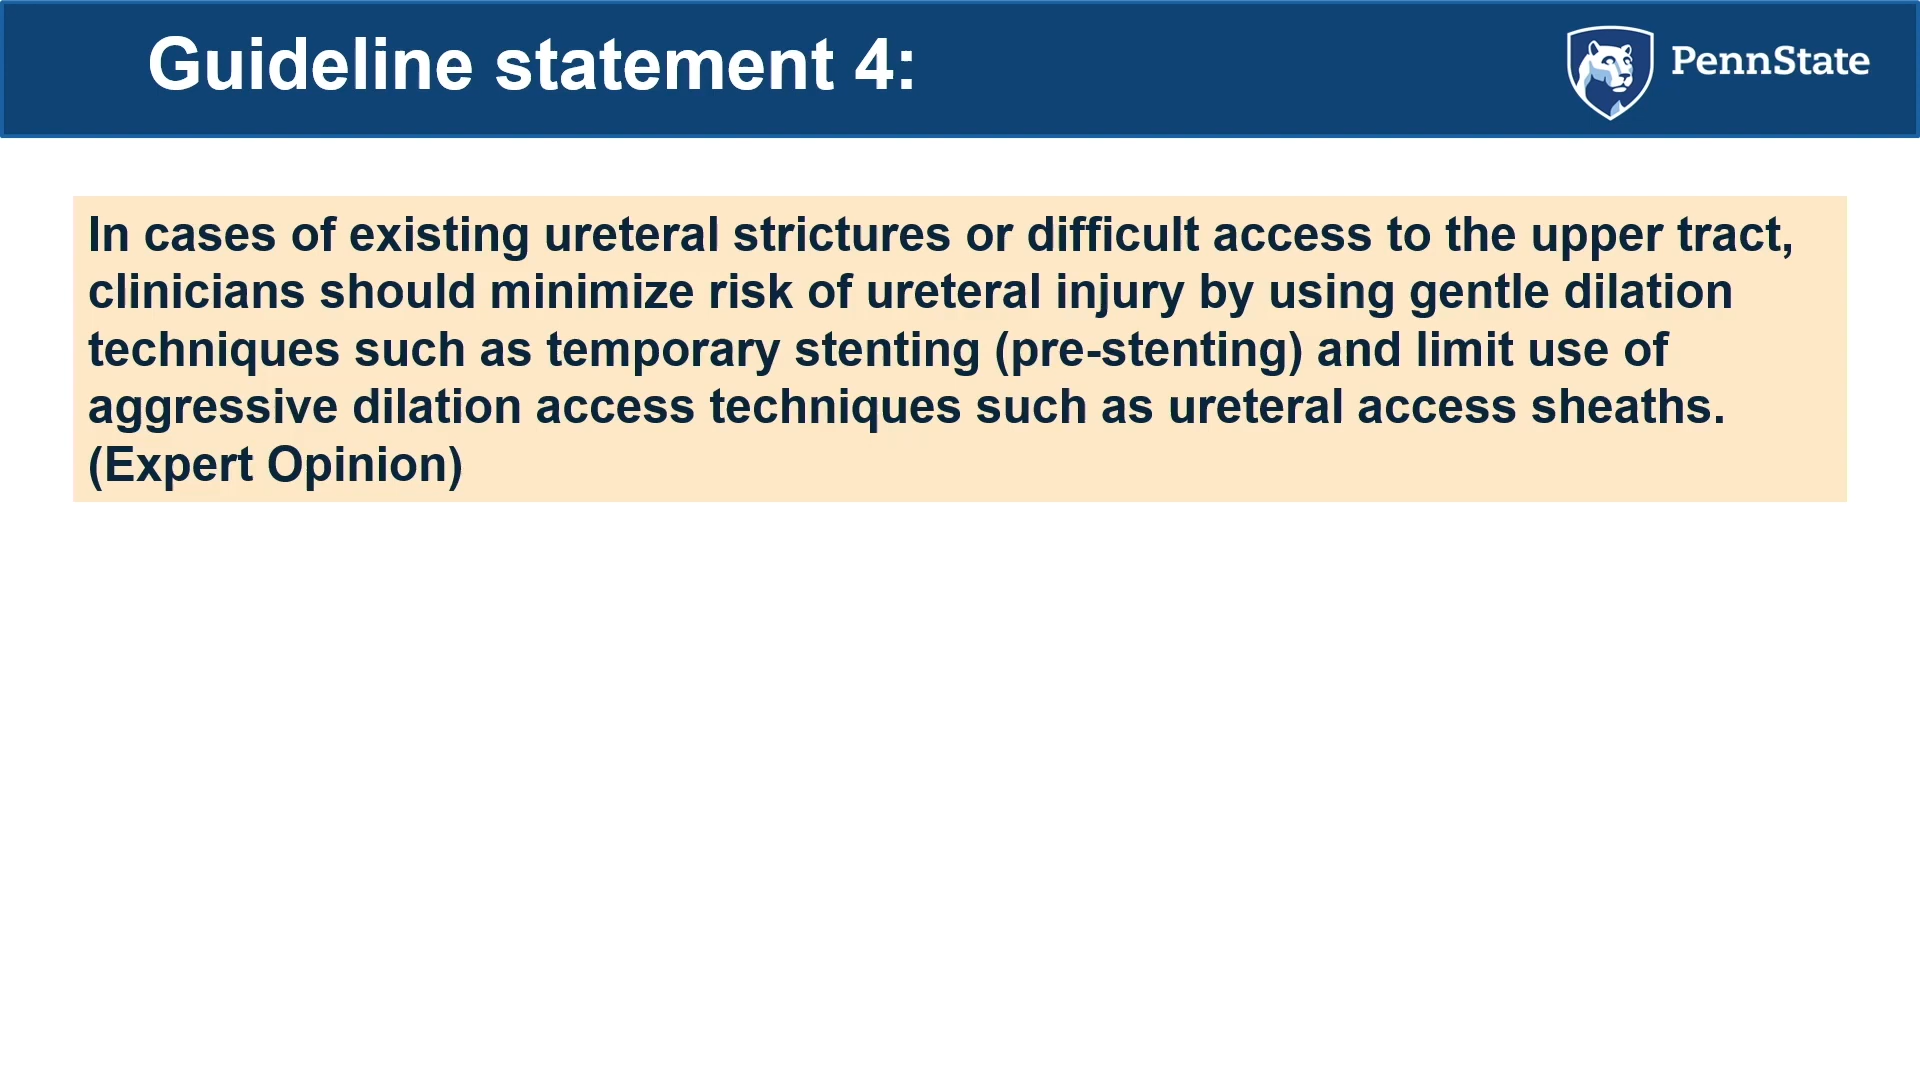 Guideline statement 4:
PennState
In cases of existing ureteral strictures or difficult access to the upper tract,
clinicians should minimize risk of ureteral injury by using gentle dilation
techniques such as temporary stenting (pre-stenting) and limit use of
aggressive dilation access techniques such as ureteral access sheaths.
(Expert Opinion)